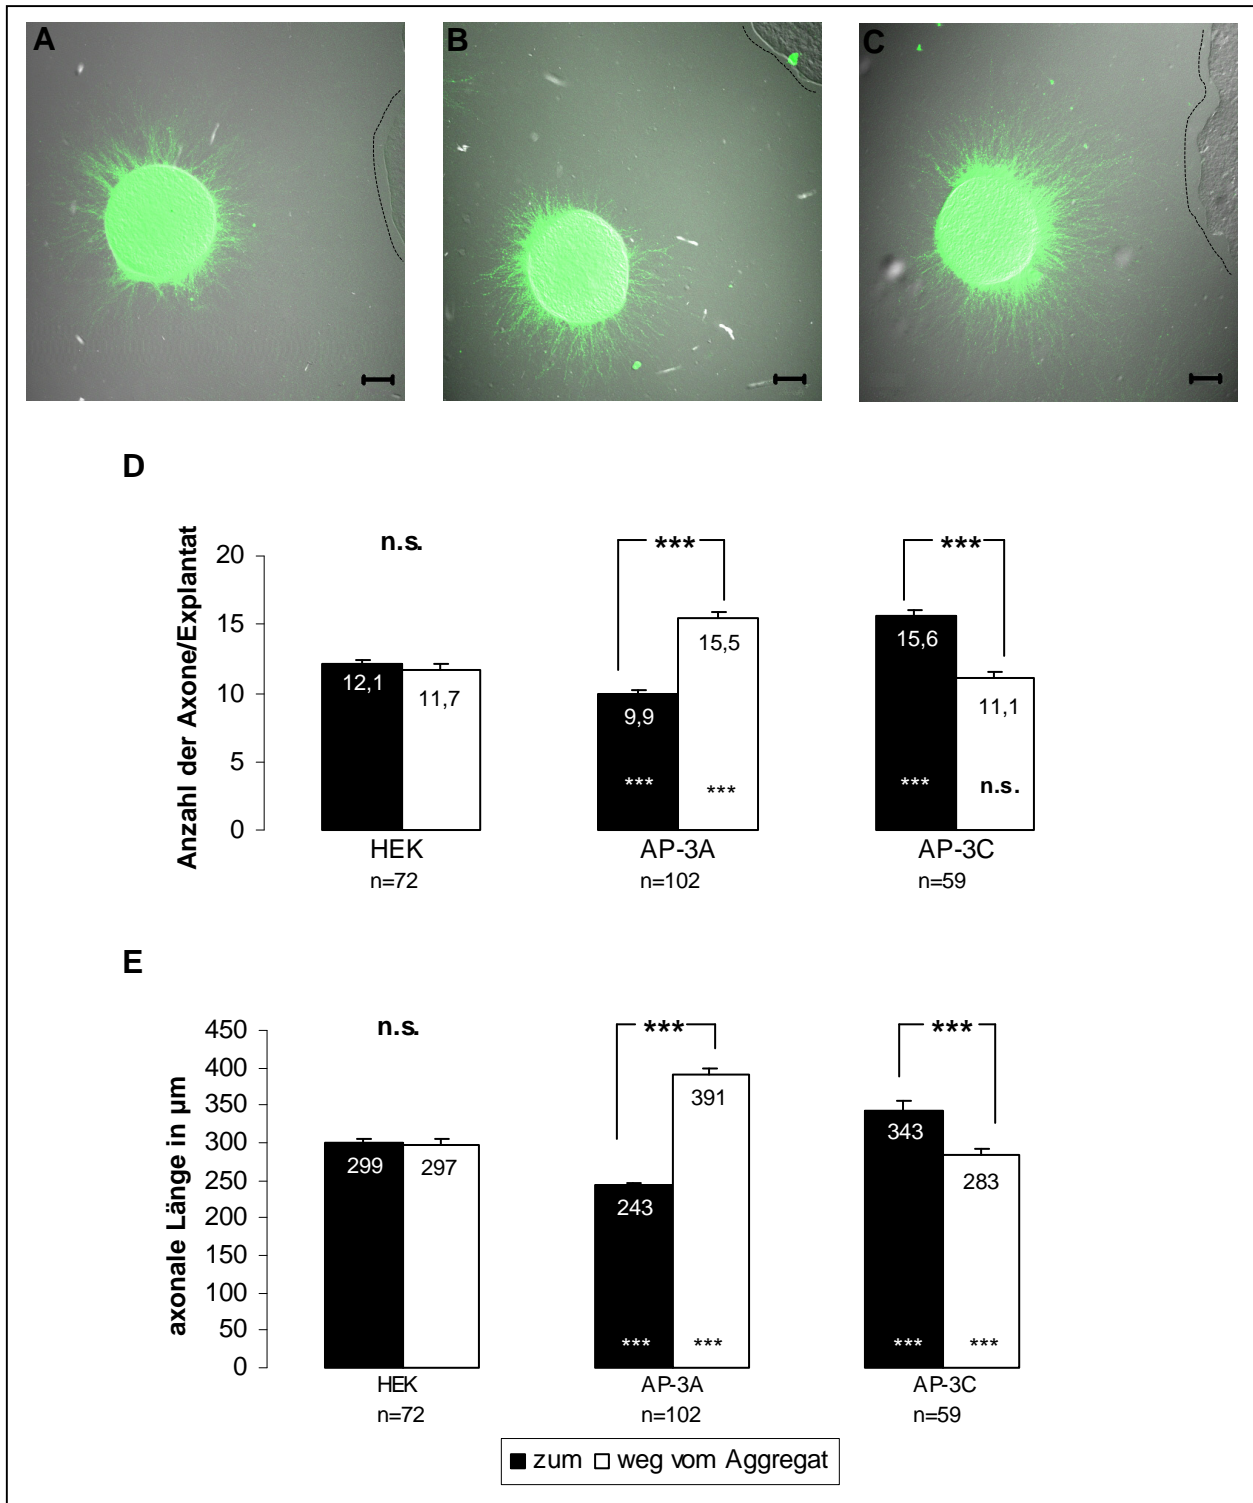 A B C
D
Anzahl der Axone/Explantat
20
15
10
5
0
n.s.
***
***
12,1
11,7
9,9
15,5
15,6
11,1
***
***
***
n.s.
HEK
AP-3A
AP-3C
n=72
n=102
n=59
E
axonale Länge in µm
450
400
350
300
250
200
150
100
50
0
n.s.
***
***
299
297
243
391
343
283
***
***
***
***
HEK
AP-3A
AP-3C
n=72
n=102
n=59
zum weg vom Aggregat